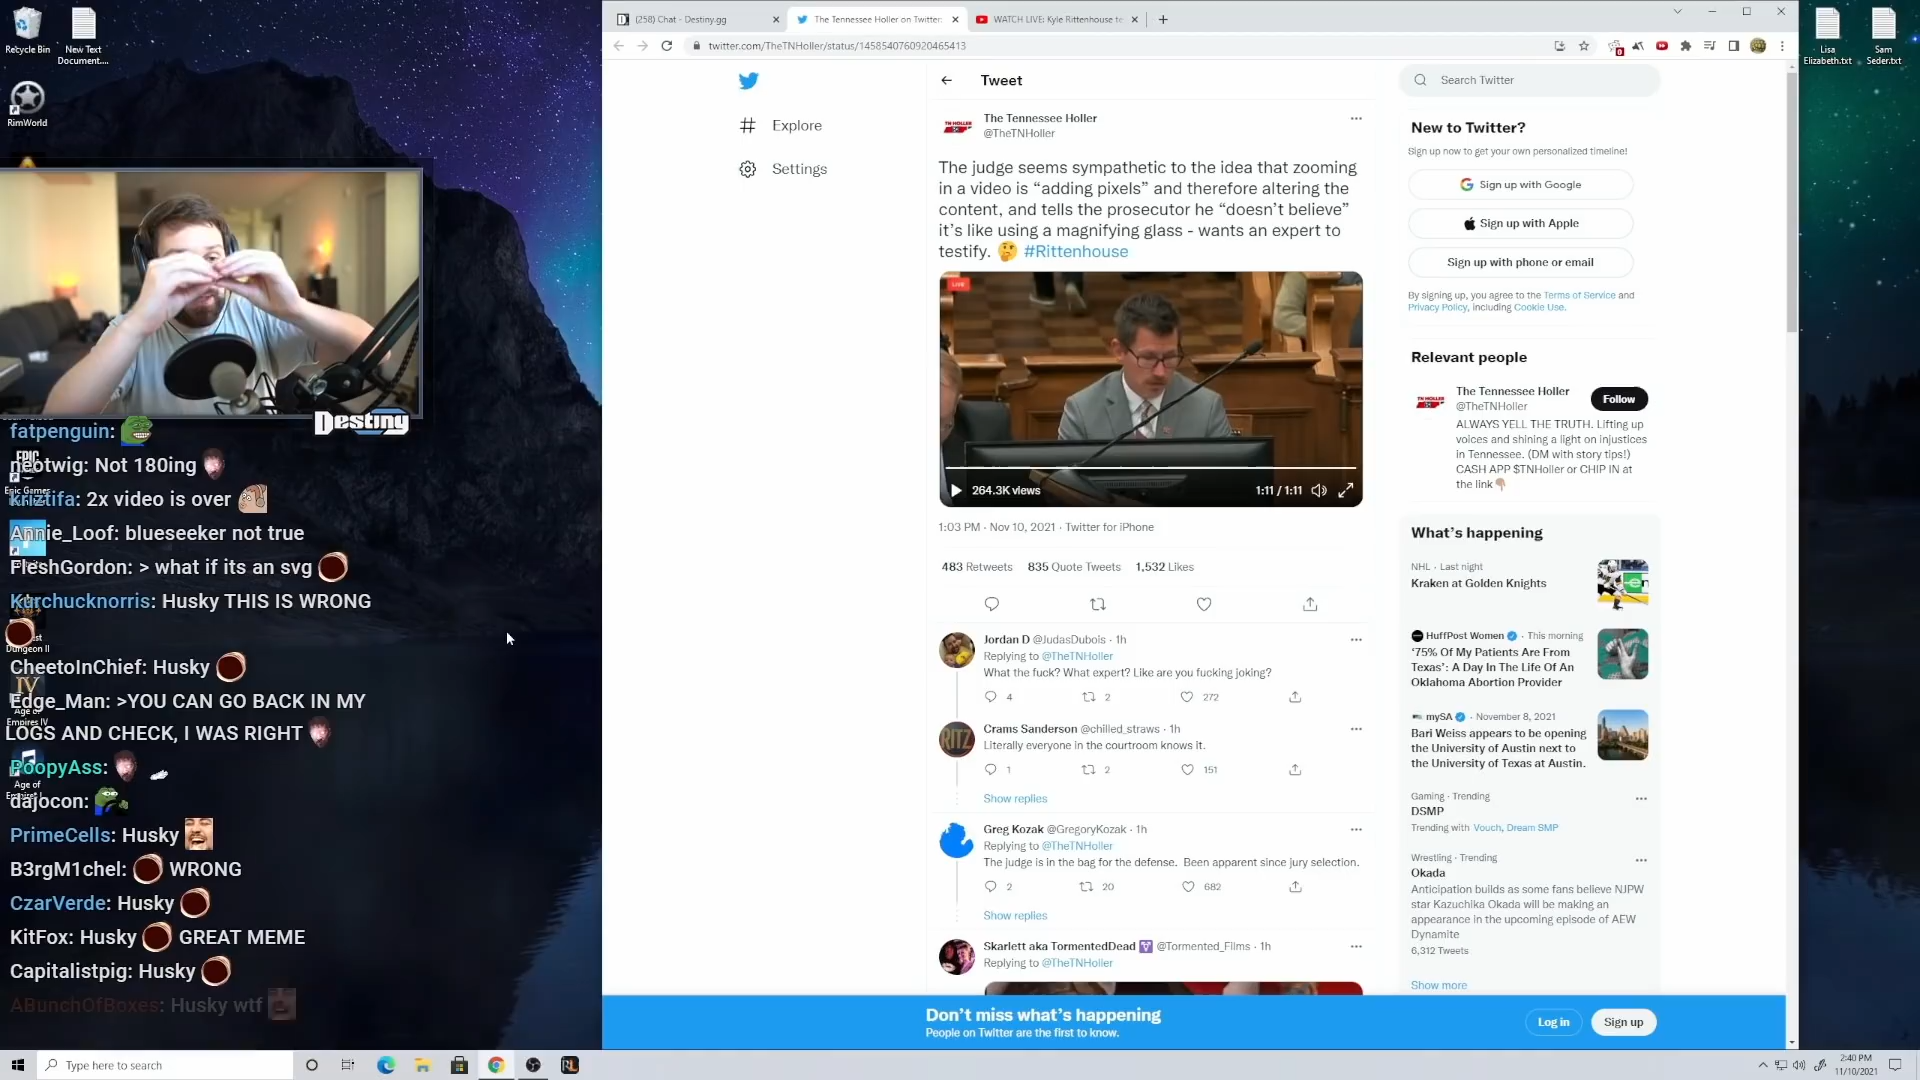 Recycle Bin
New Text
Document....
RimWorld
Destiny
fatpenguin:
neotwig: Not 180ing
kriztifa: 2x video is over
Annie_Loof: blueseeker not true
FleshGordon: > what if its an svg
Kurchucknorris: Husky THIS IS WRONG
CheetoInChief: Husky
Edge_Man: >YOU CAN GO BACK IN MY
LOGS AND CHECK, I WAS RIGHT
PoopyAss:
dajocon:
PrimeCells: Husky
B3rgM1chel: WRONG
CzarVerde: Husky
KitFox: Husky GREAT MEME
Capitalistpig: Husky
ABunchOfBoxes: Husky wtf
Epic Games
Dungeon II
Age of
Empires IV
Age of
Type here to search
(258) Chat - Destiny.gg
The Tennessee Holler on Twitter:
WATCH LIVE: Kyle Rittenhouse te
twitter.com/TheTNHoller/status/1458540760920465413
Explore
Settings
Tweet
The Tennessee Holler
@TheTNHoller
The judge seems sympathetic to the idea that zooming
in a video is “adding pixels” and therefore altering the
content, and tells the prosecutor he “doesn’t believe”
it’s like using a magnifying glass - wants an expert to
testify. 🤔 #Rittenhouse
LIVE
264.3K views
1:11 / 1:11
1:03 PM · Nov 10, 2021 · Twitter for iPhone
483 Retweets 835 Quote Tweets 1,532 Likes
Jordan D @JudasDubois · 1h
Replying to @TheTNHoller
What the fuck? What expert? Like are you fucking joking?
4 2 272
Crams Sanderson @chilled_straws · 1h
Literally everyone in the courtroom knows it.
1 2 151
Show replies
Greg Kozak @GregoryKozak · 1h
Replying to @TheTNHoller
The judge is in the bag for the defense. Been apparent since jury selection.
2 20 682
Show replies
Skarlett aka TormentedDead @Tormented_Films · 1h
Replying to @TheTNHoller
Search Twitter
New to Twitter?
Sign up now to get your own personalized timeline!
Sign up with Google
Sign up with Apple
Sign up with phone or email
By signing up, you agree to the Terms of Service and
Privacy Policy, including Cookie Use.
Relevant people
The Tennessee Holler
@TheTNHoller
Follow
ALWAYS YELL THE TRUTH. Lifting up
voices and shining a light on injustices
in Tennessee. (DM with story tips!)
CASH APP $TNHoller or CHIP IN at
the link
What’s happening
NHL · Last night
Kraken at Golden Knights
HuffPost Women · This morning
‘75% Of My Patients Are From
Texas’: A Day In The Life Of An
Oklahoma Abortion Provider
mySA · November 8, 2021
Bari Weiss appears to be opening
the University of Austin next to
the University of Texas at Austin.
Gaming · Trending
DSMP
Trending with Vouch, Dream SMP
Wrestling · Trending
Okada
Anticipation builds as some fans believe NJPW
star Kazuchika Okada will be making an
appearance in the upcoming episode of AEW
Dynamite
6,312 Tweets
Show more
Don’t miss what’s happening
People on Twitter are the first to know.
Log in
Sign up
Lisa
Elizabeth.txt
Sam
Seder.txt
2:40 PM
11/10/2021